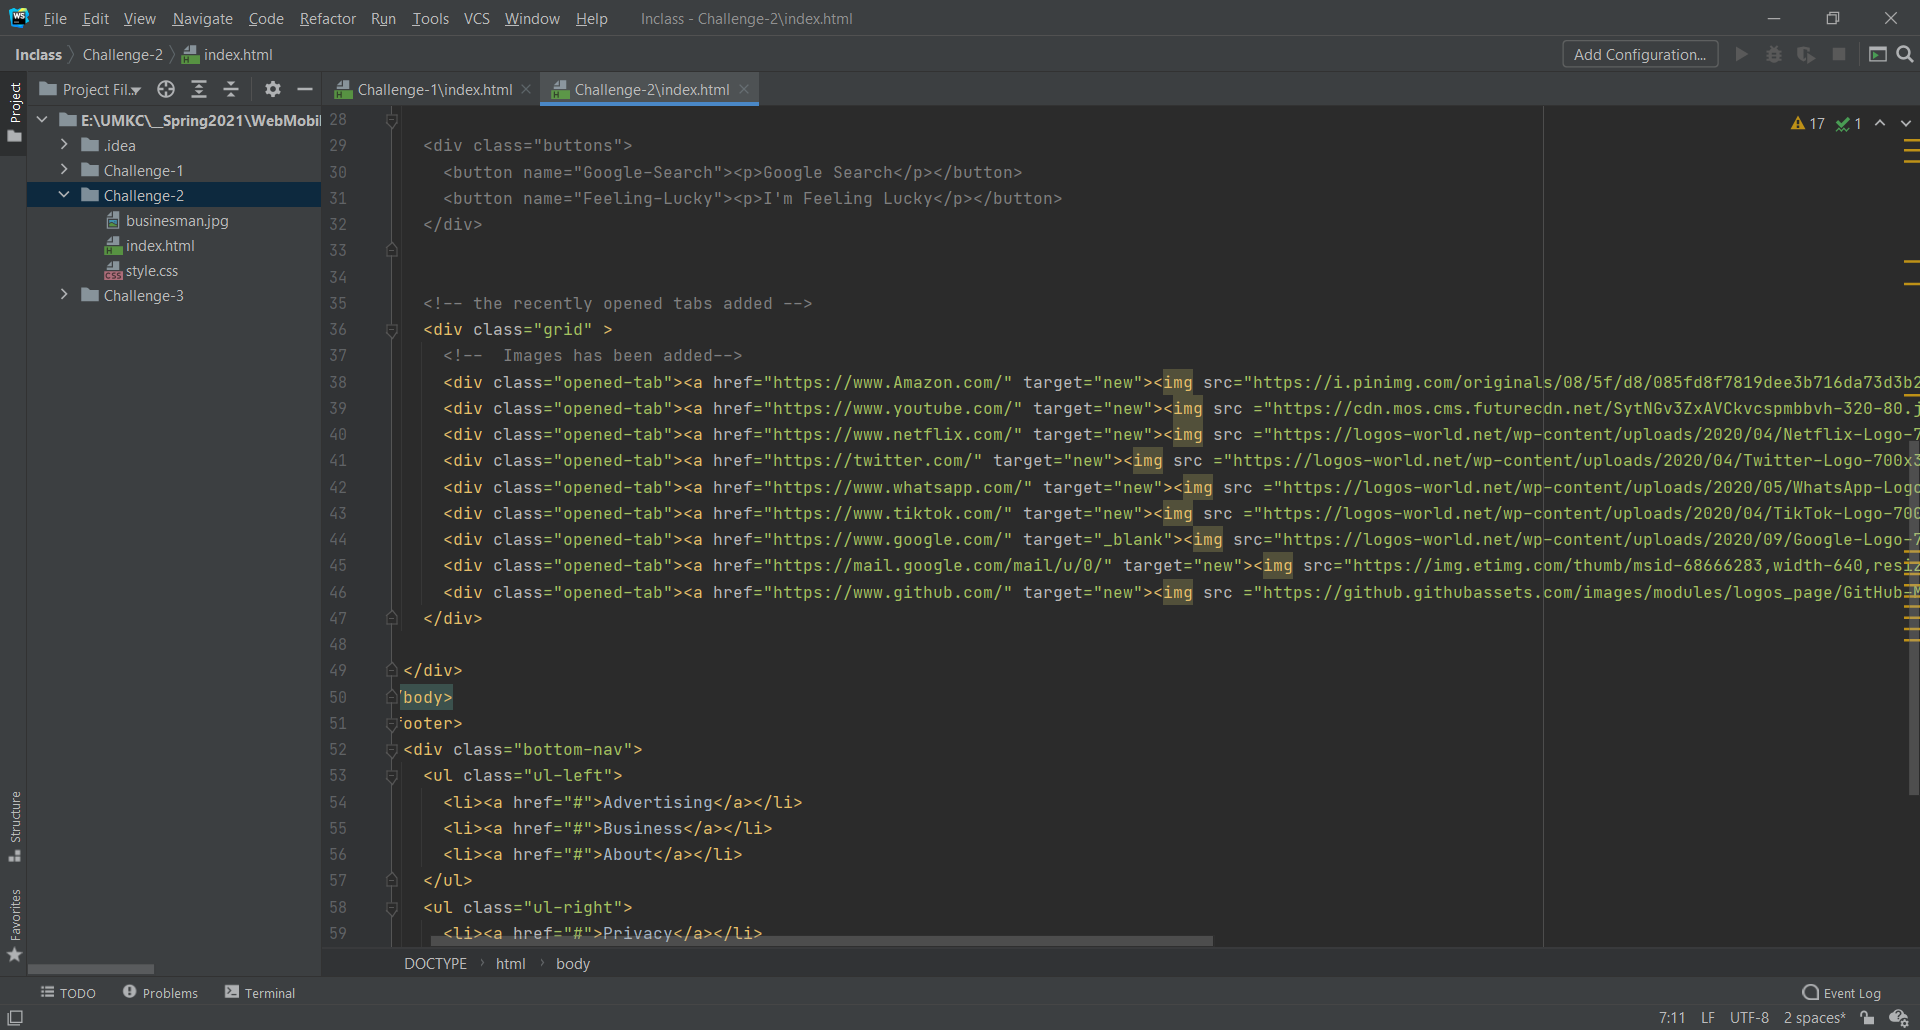 WS File Edit View Navigate Code Refactor Run Tools VCS Window Help Inclass - Challenge-2\index.html
Inclass Challenge-2 index.html Add Configuration...
Project
Project Fil..
Challenge-1\index.html
Challenge-2\index.html
E:\UMKC\__Spring2021\WebMobil
.idea
Challenge-1
Challenge-2
businesman.jpg
index.html
style.css
Challenge-3
17 1
28
29 <div class="buttons">
30 <button name="Google-Search"><p>Google Search</p></button>
31 <button name="Feeling-Lucky"><p>I'm Feeling Lucky</p></button>
32 </div>
33
34
35 <!-- the recently opened tabs added -->
36 <div class="grid" >
37 <!--  Images has been added-->
38 <div class="opened-tab"><a href="https://www.Amazon.com/" target="new"><img src="https://i.pinimg.com/originals/08/5f/d8/085fd8f7819dee3b716da73d3b2
39 <div class="opened-tab"><a href="https://www.youtube.com/" target="new"><img src ="https://cdn.mos.cms.futurecdn.net/SytNGv3ZxAVCkvcspmbbvh-320-80.j
40 <div class="opened-tab"><a href="https://www.netflix.com/" target="new"><img src ="https://logos-world.net/wp-content/uploads/2020/04/Netflix-Logo-7
41 <div class="opened-tab"><a href="https://twitter.com/" target="new"><img src ="https://logos-world.net/wp-content/uploads/2020/04/Twitter-Logo-700x3
42 <div class="opened-tab"><a href="https://www.whatsapp.com/" target="new"><img src ="https://logos-world.net/wp-content/uploads/2020/05/WhatsApp-Logo
43 <div class="opened-tab"><a href="https://www.tiktok.com/" target="new"><img src ="https://logos-world.net/wp-content/uploads/2020/04/TikTok-Logo-700
44 <div class="opened-tab"><a href="https://www.google.com/" target="_blank"><img src="https://logos-world.net/wp-content/uploads/2020/09/Google-Logo-7
45 <div class="opened-tab"><a href="https://mail.google.com/mail/u/0/" target="new"><img src="https://img.etimg.com/thumb/msid-68666283,width-640,resiz
46 <div class="opened-tab"><a href="https://www.github.com/" target="new"><img src ="https://github.githubassets.com/images/modules/logos_page/GitHub-M
47 </div>
48
49 </div>
50 /body>
51 footer>
52 <div class="bottom-nav">
53 <ul class="ul-left">
54 <li><a href="#">Advertising</a></li>
55 <li><a href="#">Business</a></li>
56 <li><a href="#">About</a></li>
57 </ul>
58 <ul class="ul-right">
59 <li><a href="#">Privacy</a></li>
Structure
Favorites
DOCTYPE html body
TODO Problems Terminal Event Log
7:11 LF UTF-8 2 spaces*